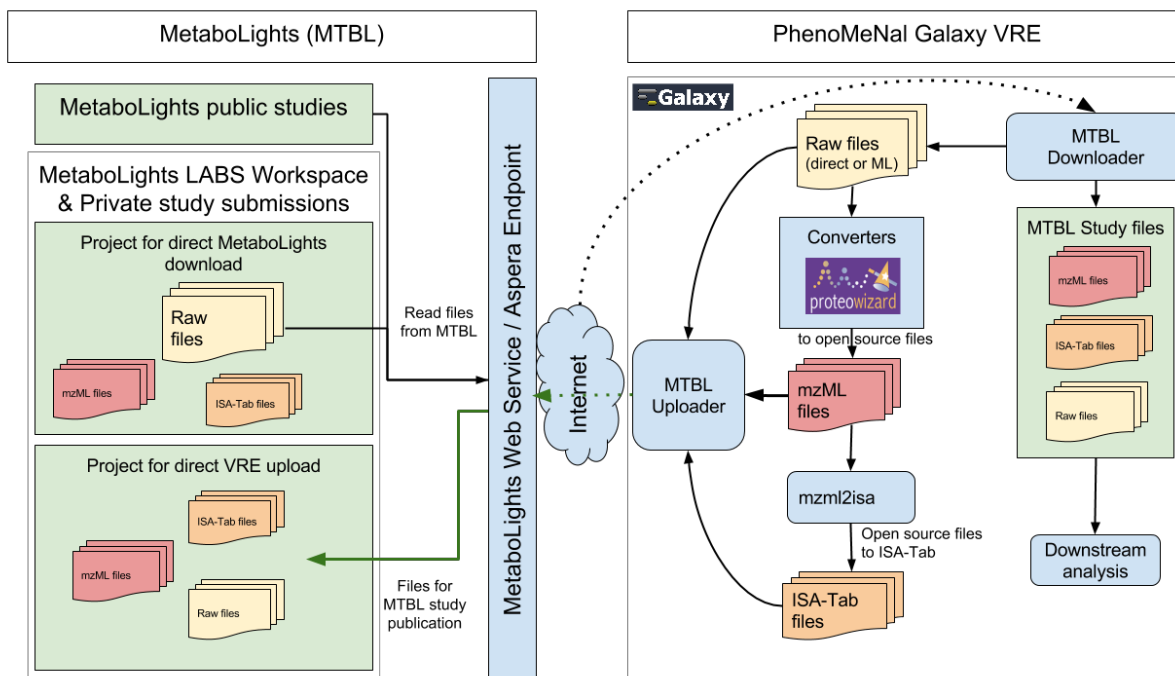 MetaboLights (MTBL)
MetaboLights public studies
MetaboLights LABS Workspace
& Private study submissions
Project for direct MetaboLights
download
Raw
files
mzML files
ISA-Tab files
Project for direct VRE upload
ISA-Tab files
mzML files
Raw files
Read files
from MTBL
Files for
MTBL study
publication
MetaboLights Web Service / Aspera Endpoint
Internet
PhenoMeNal Galaxy VRE
Galaxy
Raw files
(direct or ML)
Converters
proteowizard
to open source files
MTBL
Uploader
mzML
files
mzml2isa
Open source files
to ISA-Tab
ISA-Tab
files
MTBL
Downloader
MTBL Study files
mzML files
ISA-Tab files
Raw files
Downstream
analysis